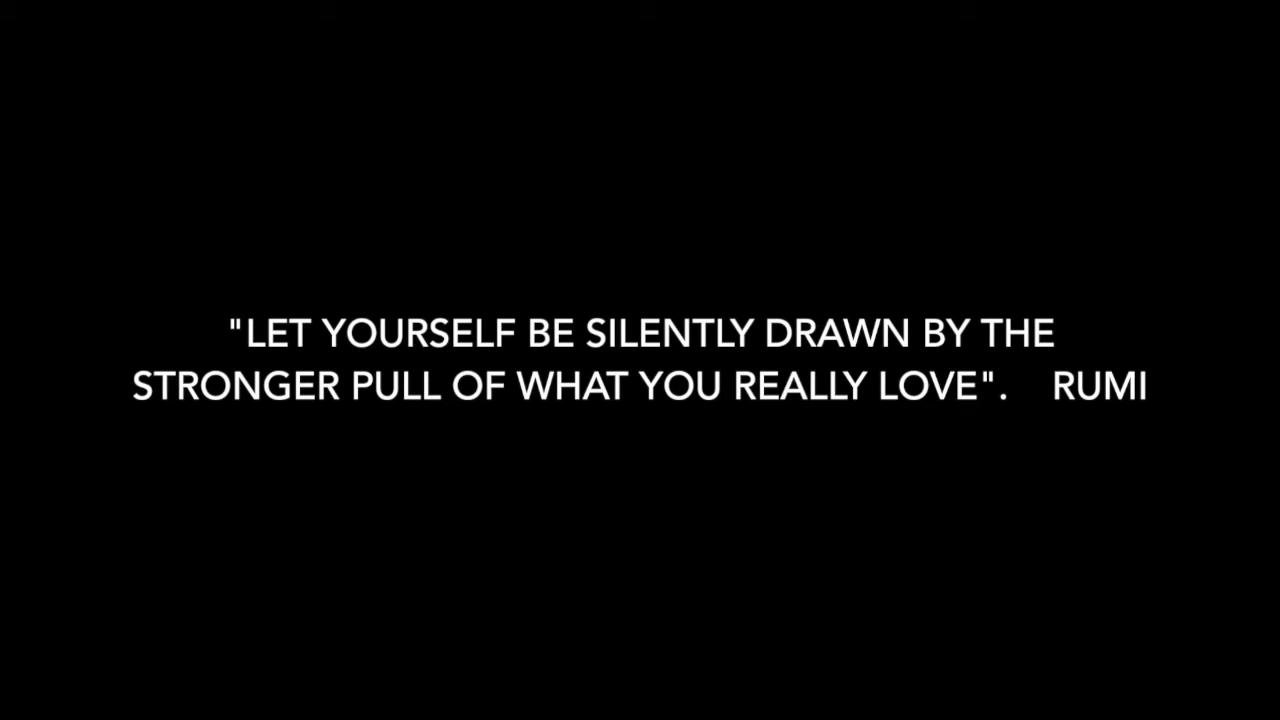 "LET YOURSELF BE SILENTLY DRAWN BY THE
STRONGER PULL OF WHAT YOU REALLY LOVE". RUMI